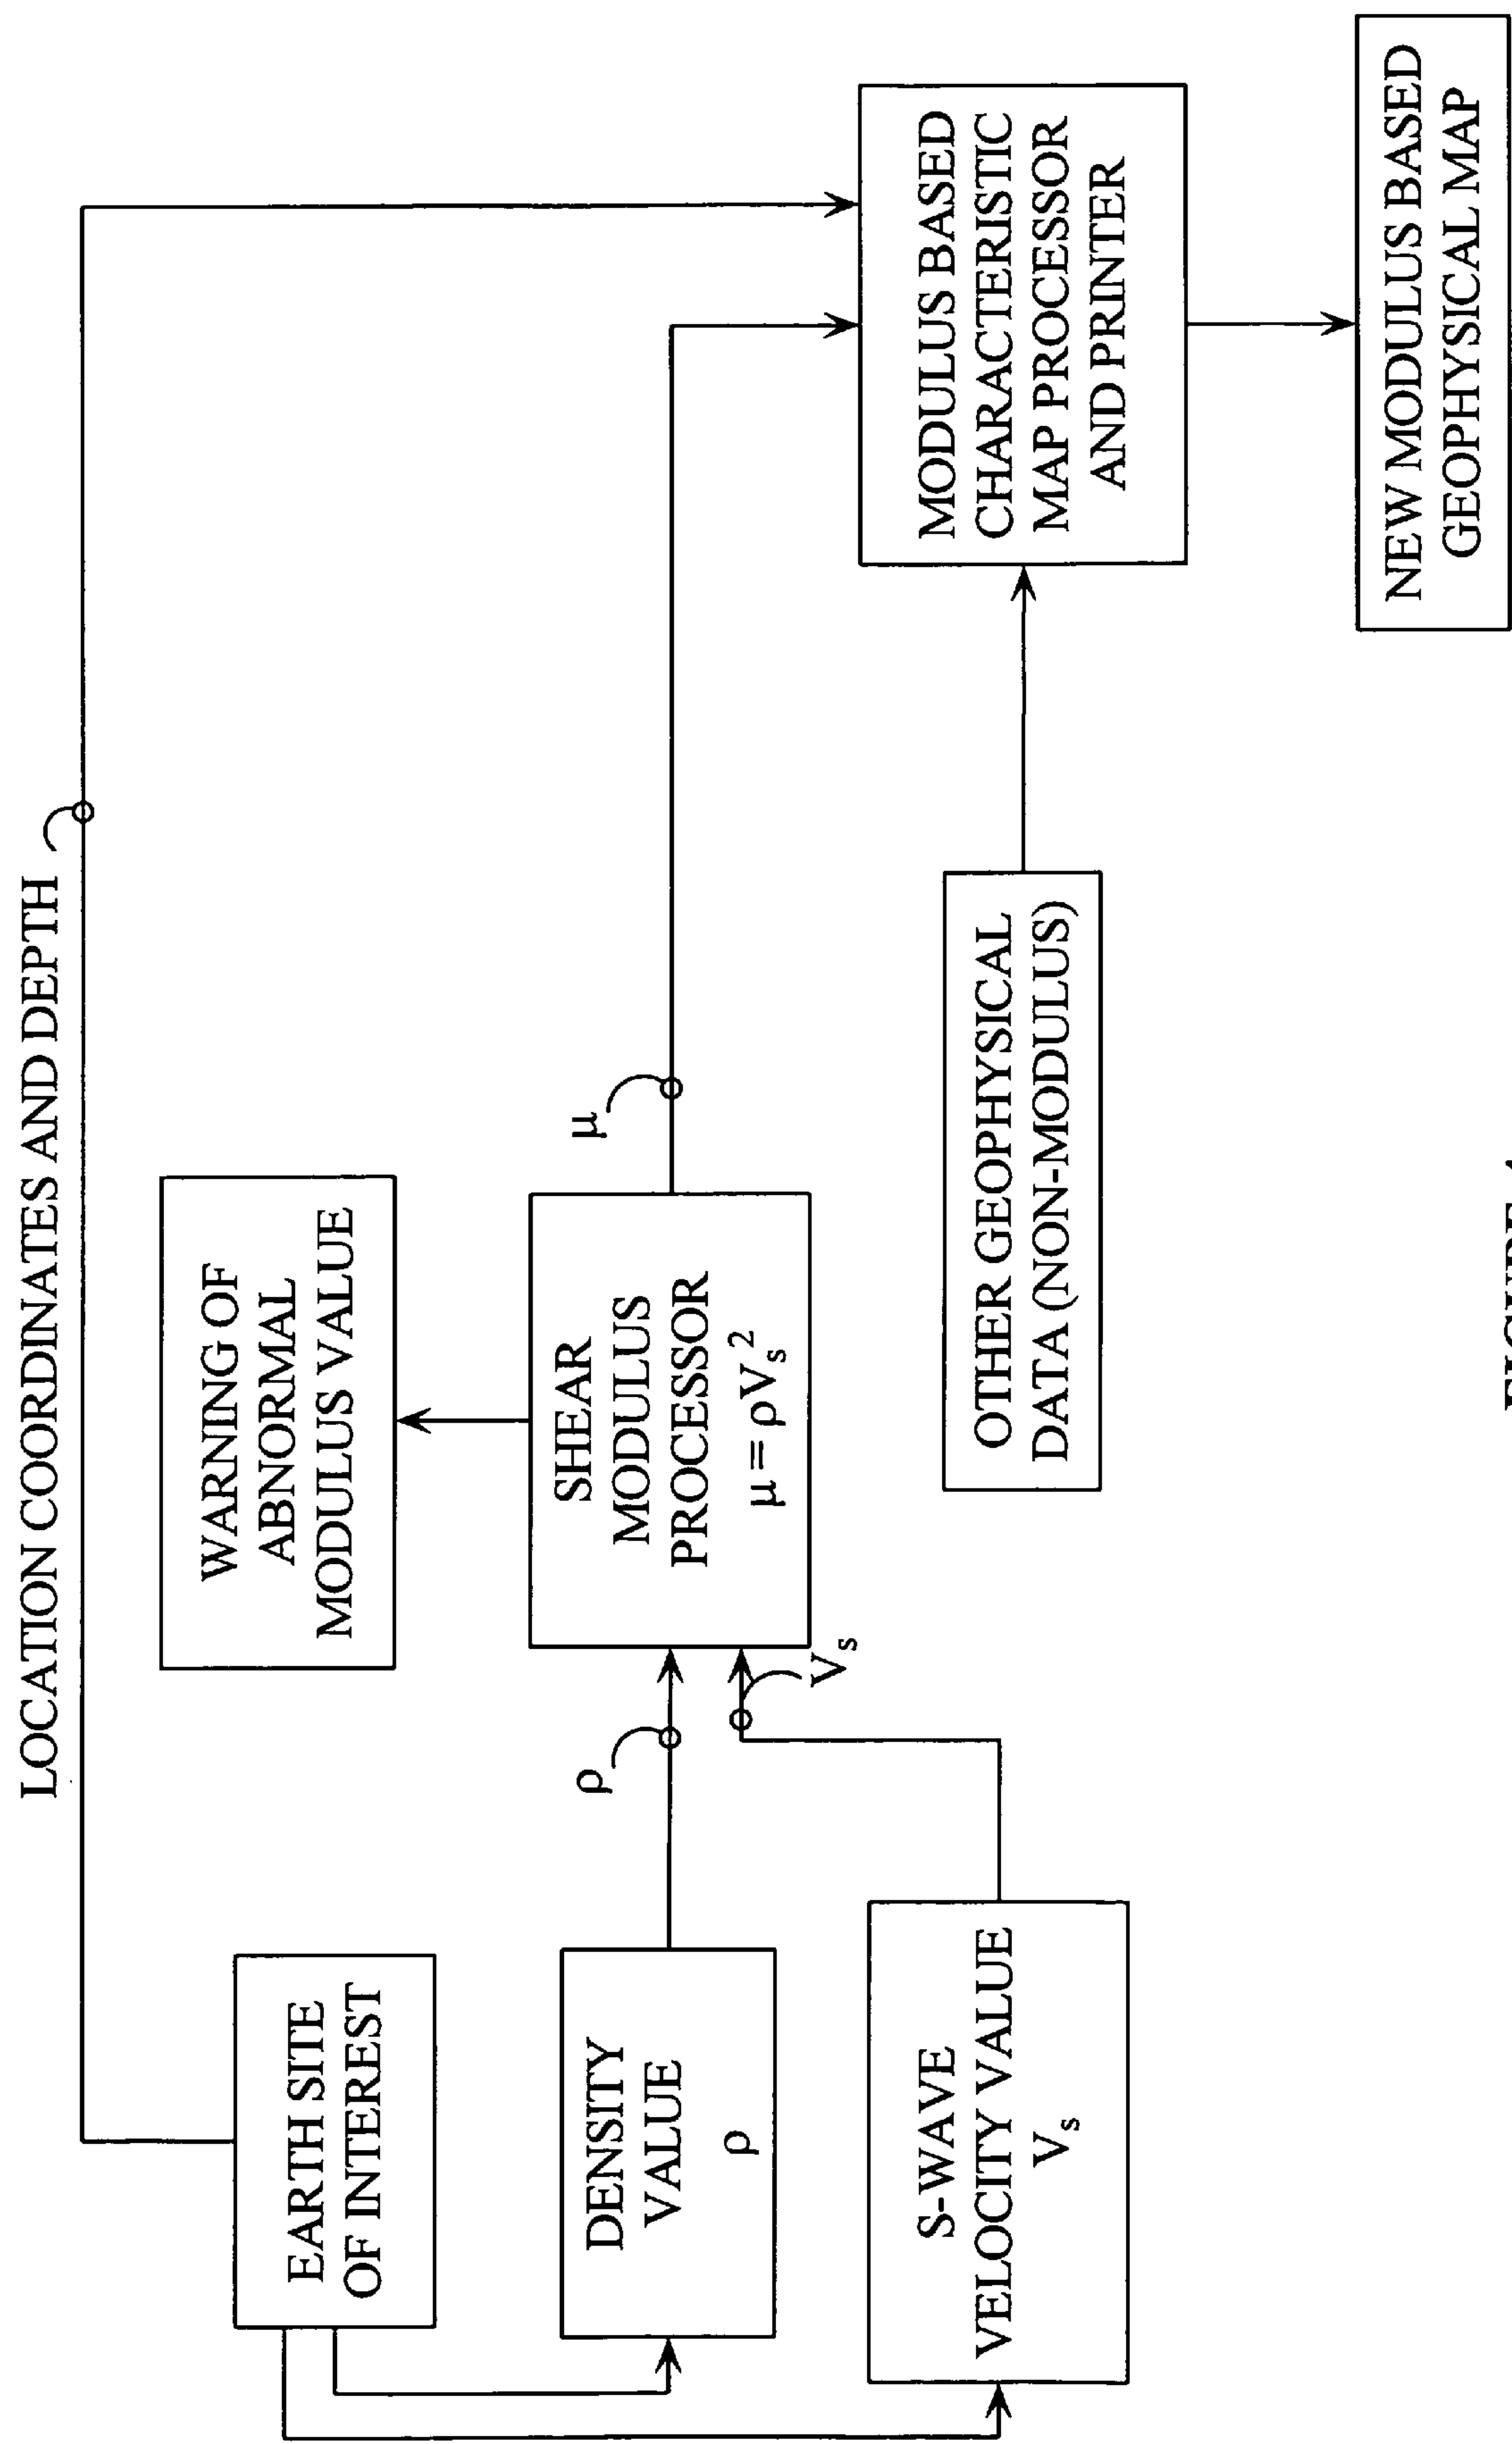 LOCATION COORDINATES AND DEPTH
EARTH SITE
OF INTEREST
WARNING OF
ABNORMAL
MODULUS VALUE
DENSITY
VALUE
ρ
ρ
SHEAR
MODULUS
PROCESSOR
μ = ρVₛ²
μ
S-WAVE
VELOCITY VALUE
Vₛ
Vₛ
OTHER GEOPHYSICAL
DATA (NON-MODULUS)
MODULUS BASED
CHARACTERISTIC
MAP PROCESSOR
AND PRINTER
NEW MODULUS BASED
GEOPHYSICAL MAP